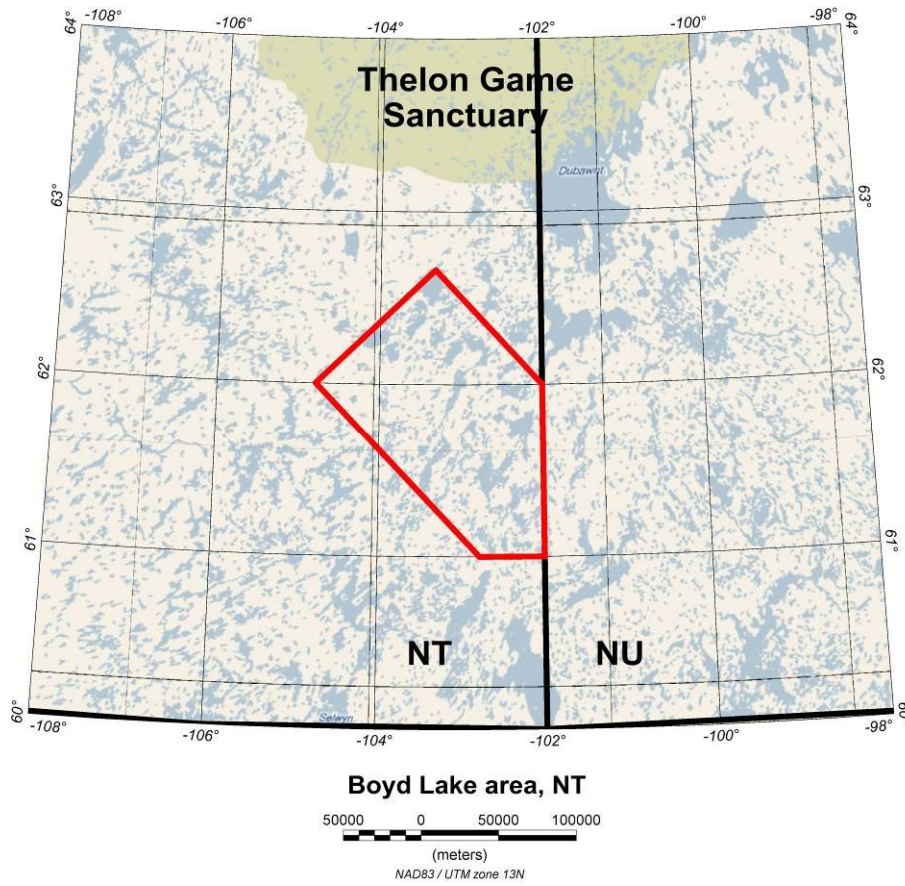 -108°
-106°
-104°
-102°
-100°
-98°
64°
64°
Thelon Game
Sanctuary
Dubawnt
63°
63°
62°
62°
61°
61°
NT
NU
60°
60
Selwyn
-108°
-106°
-104°
-102°
-100°
-98°
Boyd Lake area, NT
50000 0 50000 100000
(meters)
NAD83 / UTM zone 13N